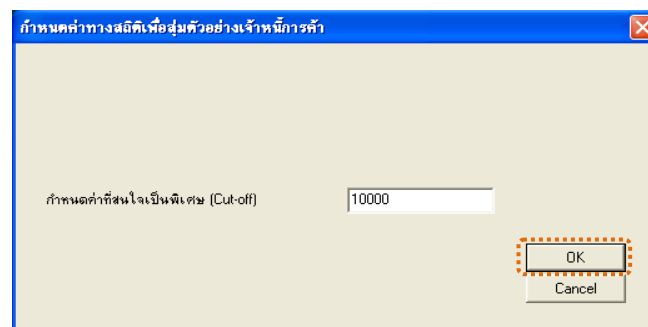 กำหนดค่าทางสถิติเพื่อสุ่มตัวอย่างเจ้าหนี้การค้า
กำหนดค่าที่สนใจเป็นพิเศษ (Cut-off) 10000
OK
Cancel